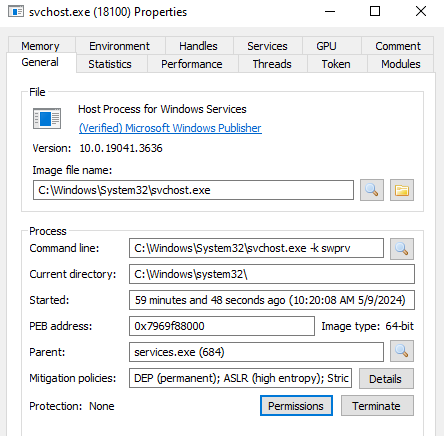 svchost.exe (18100) Properties
Memory Environment Handles Services GPU Comment
General Statistics Performance Threads Token Modules
File
Host Process for Windows Services
(Verified) Microsoft Windows Publisher
Version: 10.0.19041.3636
Image file name:
C:\Windows\System32\svchost.exe
Process
Command line: C:\Windows\System32\svchost.exe -k swprv
Current directory: C:\Windows\system32\
Started: 59 minutes and 48 seconds ago (10:20:08 AM 5/9/2024)
PEB address: 0x7969f88000 Image type: 64-bit
Parent: services.exe (684)
Mitigation policies: DEP (permanent); ASLR (high entropy); Stric Details
Protection: None Permissions Terminate